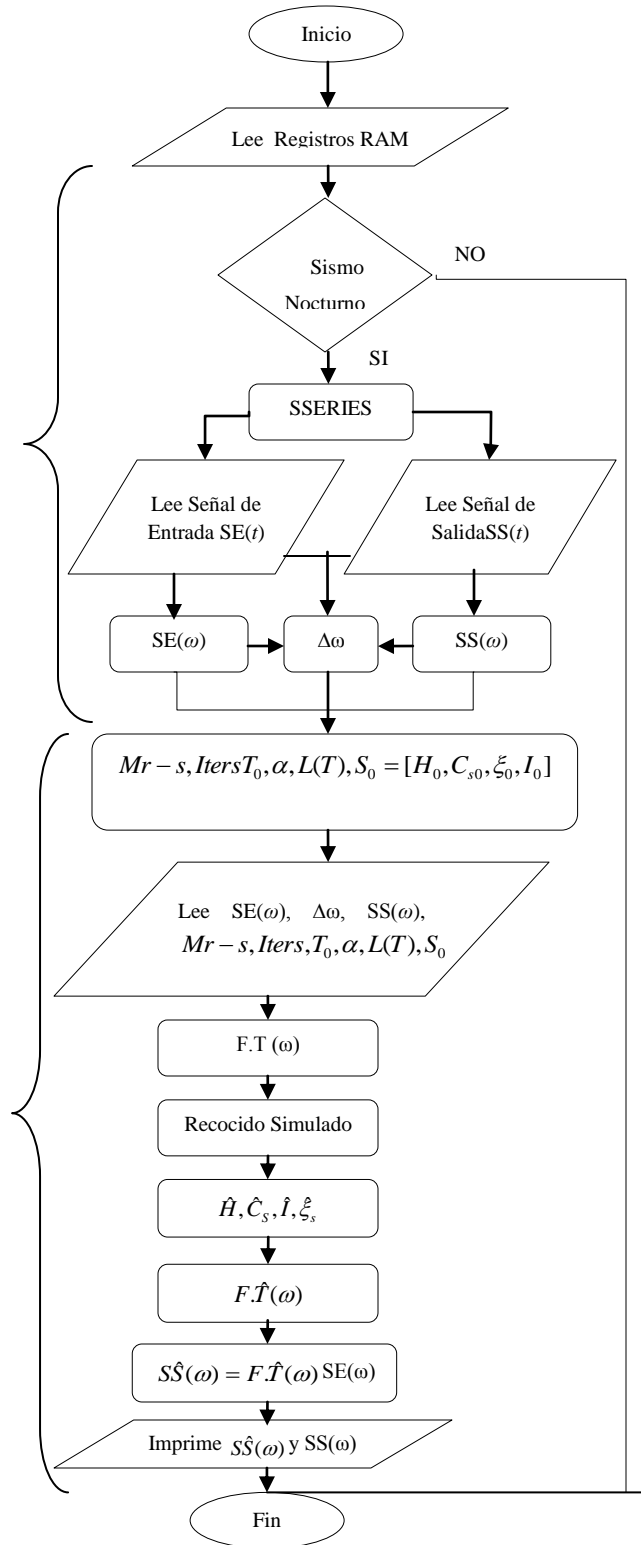 Inicio
Lee Registros RAM
Sismo
Nocturno
NO
SI
SSERIES
Lee Señal de
Entrada SE(t)
Lee Señal de
SalidaSS(t)
SE(ω)
Δω
SS(ω)
Mr − s, ItersT₀, α, L(T), S₀ = [H₀, Cₛ₀, ξ₀, I₀]
Lee SE(ω), Δω, SS(ω),
Mr − s, Iters, T₀, α, L(T), S₀
F.T (ω)
Recocido Simulado
Ĥ, Ĉ_S, Î, ξ̂ₛ
F.T̂(ω)
SŜ(ω) = F.T̂(ω) SE(ω)
Imprime SŜ(ω) y SS(ω)
Fin